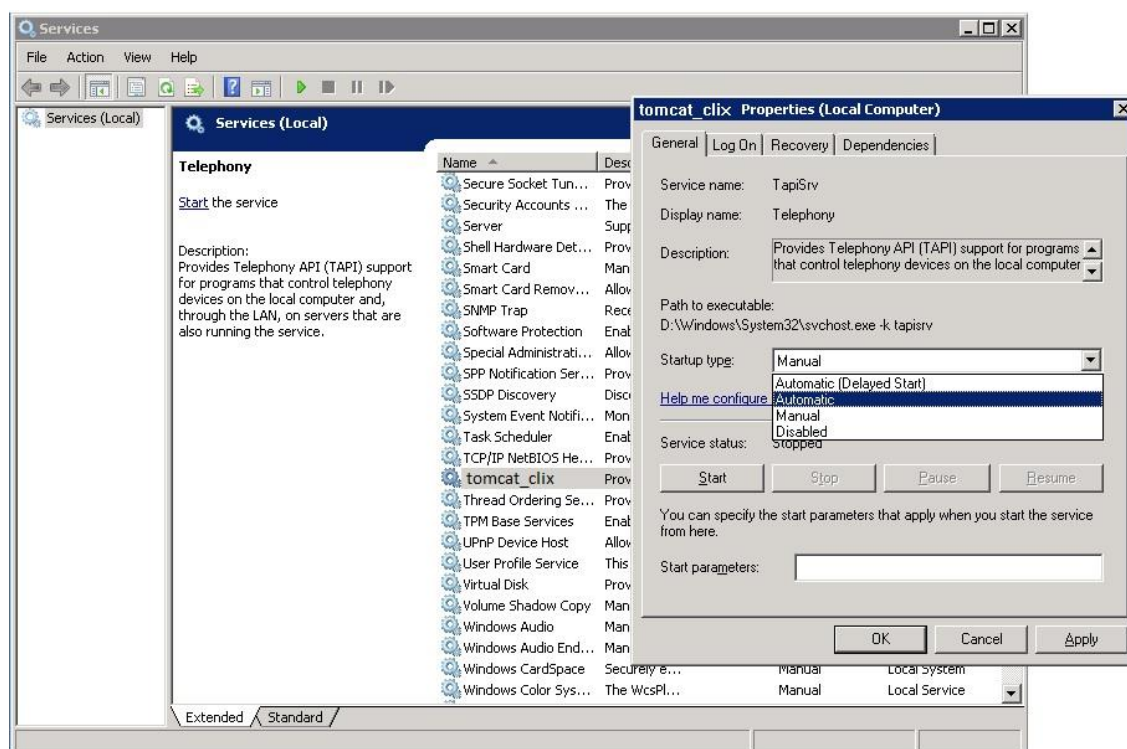 Services
File Action View Help
Services (Local)
Services (Local)
Telephony
Start the service
Description:
Provides Telephony API (TAPI) support
for programs that control telephony
devices on the local computer and,
through the LAN, on servers that are
also running the service.
Name Desc
Secure Socket Tun... Prov
Security Accounts ... The
Server Supp
Shell Hardware Det... Prov
Smart Card Man
Smart Card Remov... Allow
SNMP Trap Rece
Software Protection Enab
Special Administrati... Allow
SPP Notification Ser... Prov
SSDP Discovery Disco
System Event Notifi... Mon
Task Scheduler Enab
TCP/IP NetBIOS He... Prov
tomcat_clix Prov
Thread Ordering Se... Prov
TPM Base Services Enab
UPnP Device Host Allow
User Profile Service This
Virtual Disk Prov
Volume Shadow Copy Man
Windows Audio Man
Windows Audio End... Man
Windows CardSpace Securely e... Manual Local System
Windows Color Sys... The WcsPl... Manual Local Service
Extended Standard
tomcat_clix Properties (Local Computer)
General Log On Recovery Dependencies
Service name: TapiSrv
Display name: Telephony
Description: Provides Telephony API (TAPI) support for programs
that control telephony devices on the local computer
Path to executable:
D:\Windows\System32\svchost.exe -k tapisrv
Startup type: Manual
Automatic (Delayed Start)
Help me configure Automatic
Manual
Disabled
Service status: Stopped
Start Stop Pause Resume
You can specify the start parameters that apply when you start the service
from here.
Start parameters:
OK Cancel Apply